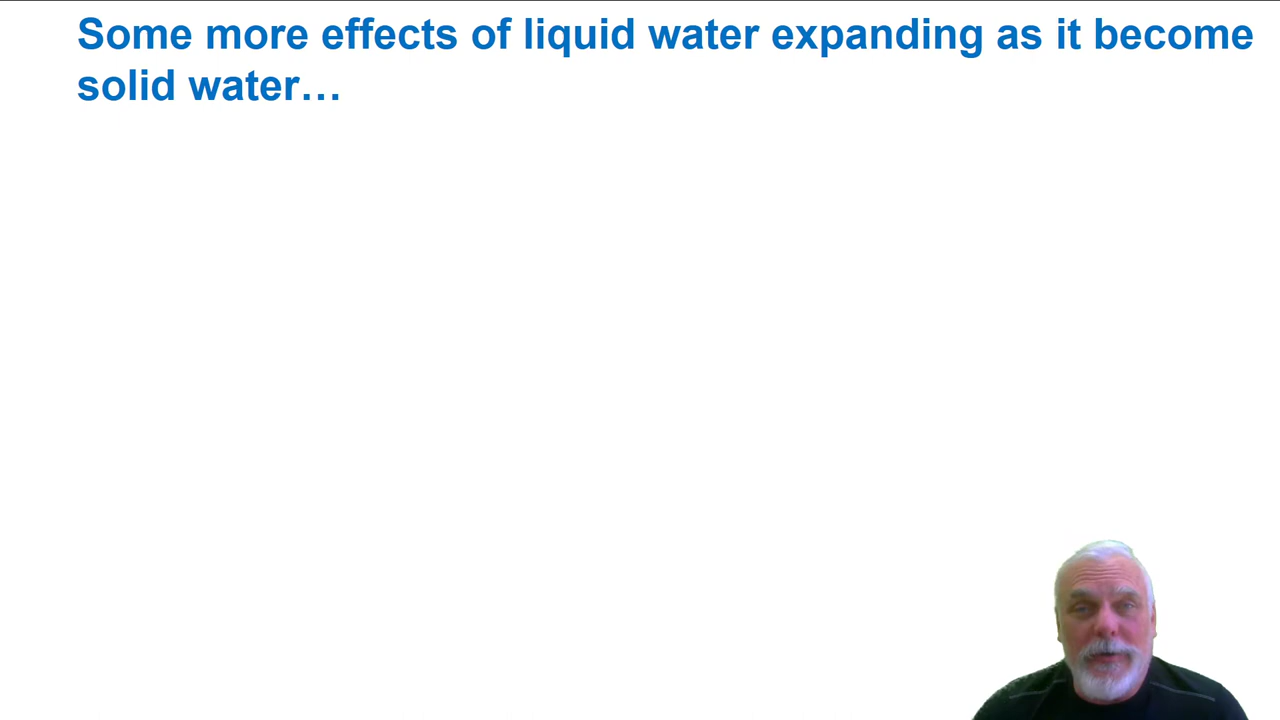 Some more effects of liquid water expanding as it become
solid water…